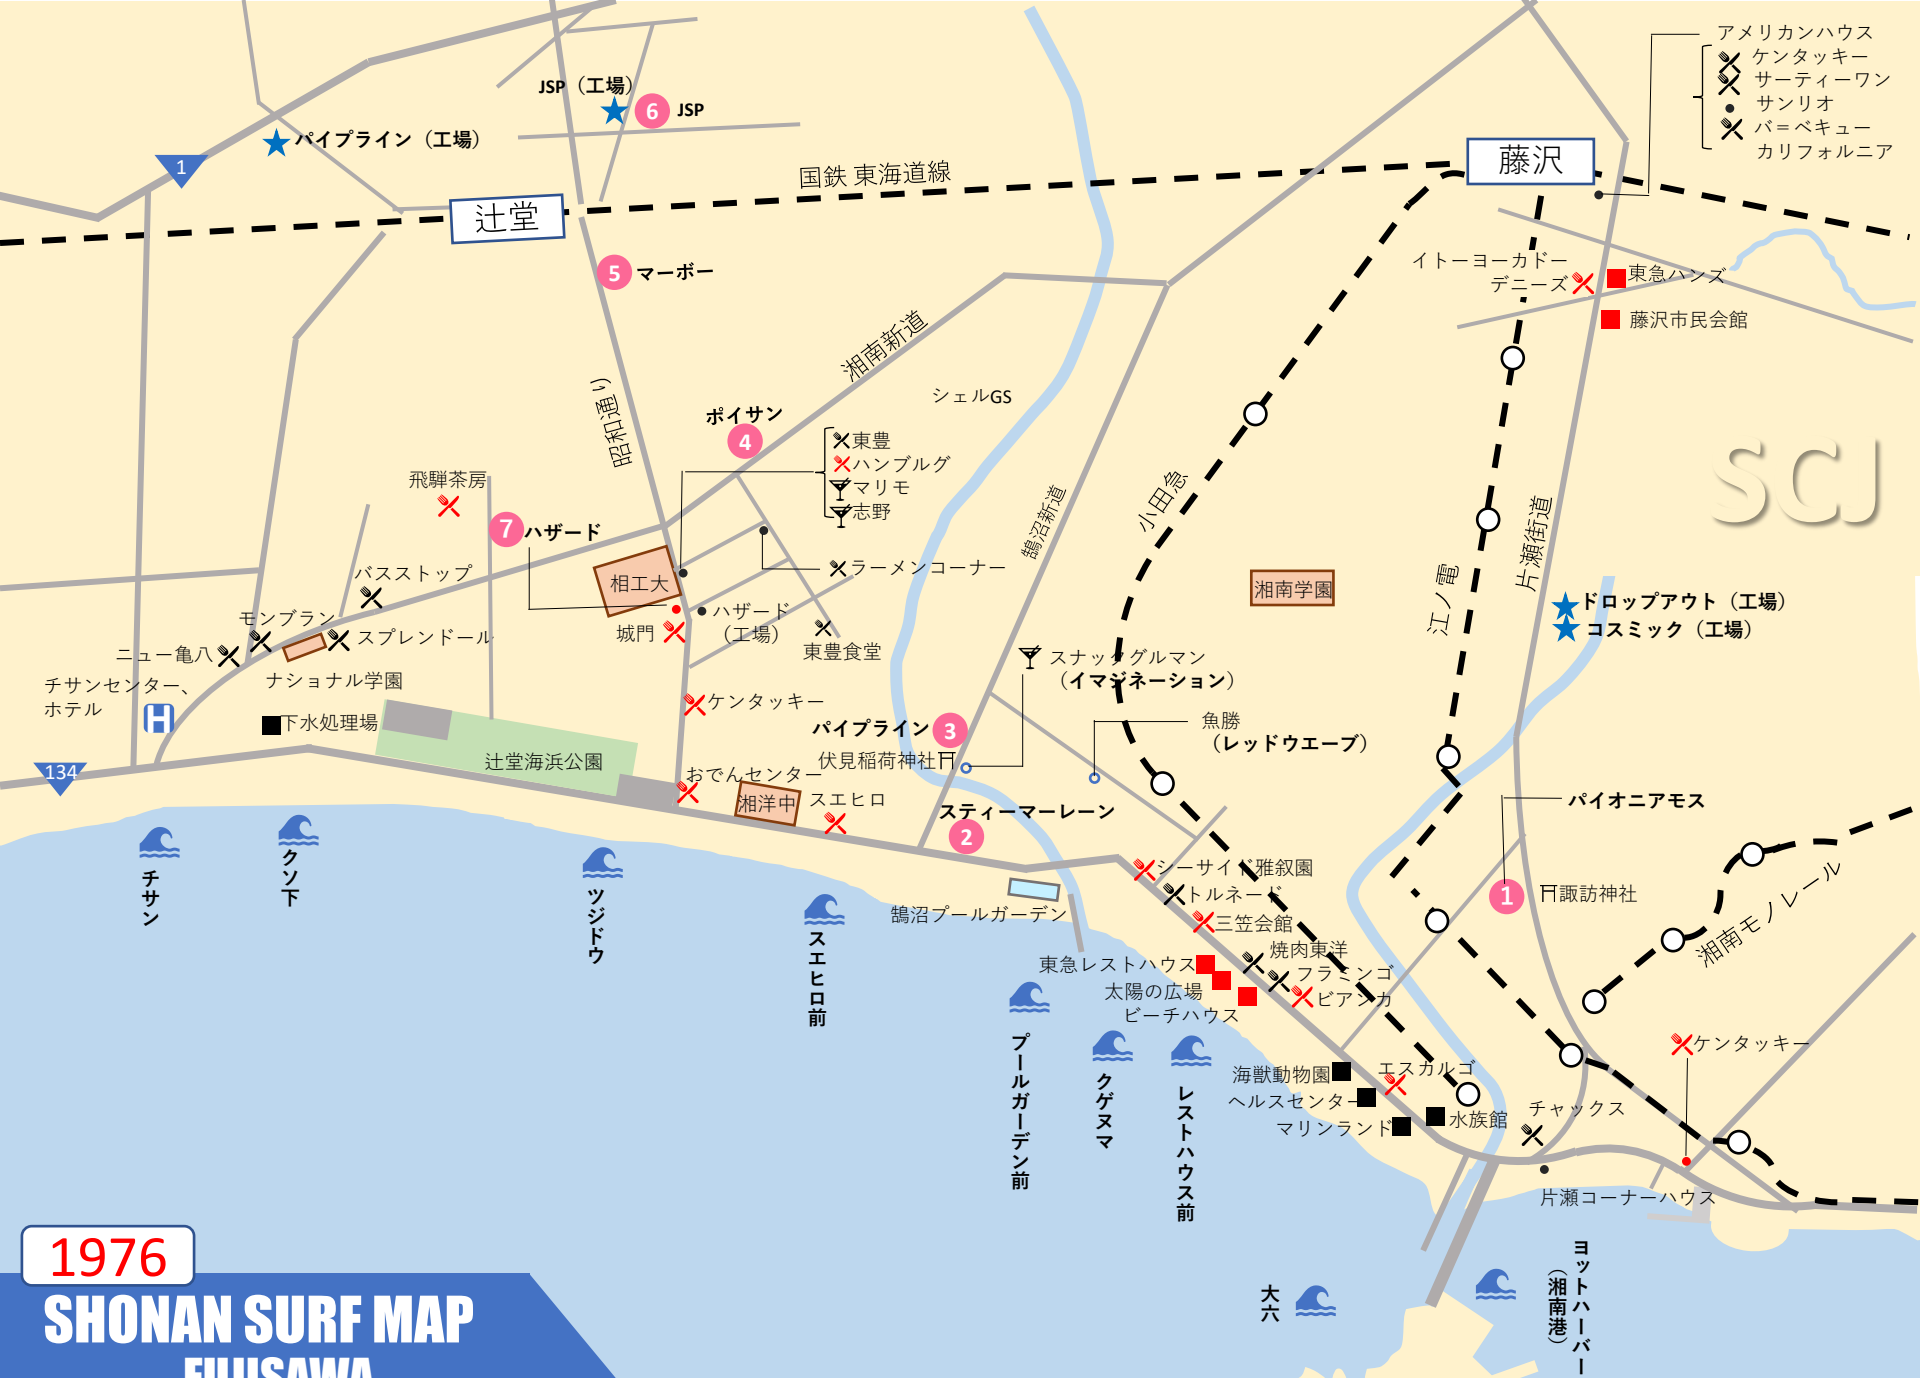 アメリカンハウス
ケンタッキー
サーティーワン
サンリオ
バ＝ベキュー
カリフォルニア
JSP（工場）
6 JSP
パイプライン（工場）
1
国鉄 東海道線
藤沢
辻堂
5 マーボー
イトーヨーカドー
デニーズ
東急ハンズ
藤沢市民会館
湘南新道
シェルGS
昭和通り
ポイサン
4
東豊
ハンブルグ
マリモ
志野
SCJ
飛騨茶房
7 ハザード
鵠沼新道
小田急
片瀬街道
江ノ電
バスストップ
相工大
ラーメンコーナー
湘南学園
ドロップアウト（工場）
コスミック（工場）
モンブラン
スプレンドール
ハザード
（工場）
城門
東豊食堂
ニュー亀八
ナショナル学園
チサンセンター、
ホテル
H
下水処理場
スナックグルマン
（イマジネーション）
ケンタッキー
パイプライン 3
伏見稲荷神社
魚勝
（レッドウエーブ）
134
辻堂海浜公園
おでんセンター
湘洋中
スエヒロ
スティーマーレーン
2
パイオニアモス
シーサイド雅叙園
トルネード
三笠会館
鵠沼プールガーデン
1
諏訪神社
湘南モノレール
焼肉東洋
フラミンゴ
ビアンカ
東急レストハウス
太陽の広場
ビーチハウス
チサン
クソ下
ツジドウ
スエヒロ前
プールガーデン前
クゲヌマ
レストハウス前
海獣動物園
ヘルスセンター
マリンランド
エスカルゴ
水族館
チャックス
ケンタッキー
片瀬コーナーハウス
大六
ヨットハーバー
（湘南港）
1976
SHONAN SURF MAP
FUJISAWA